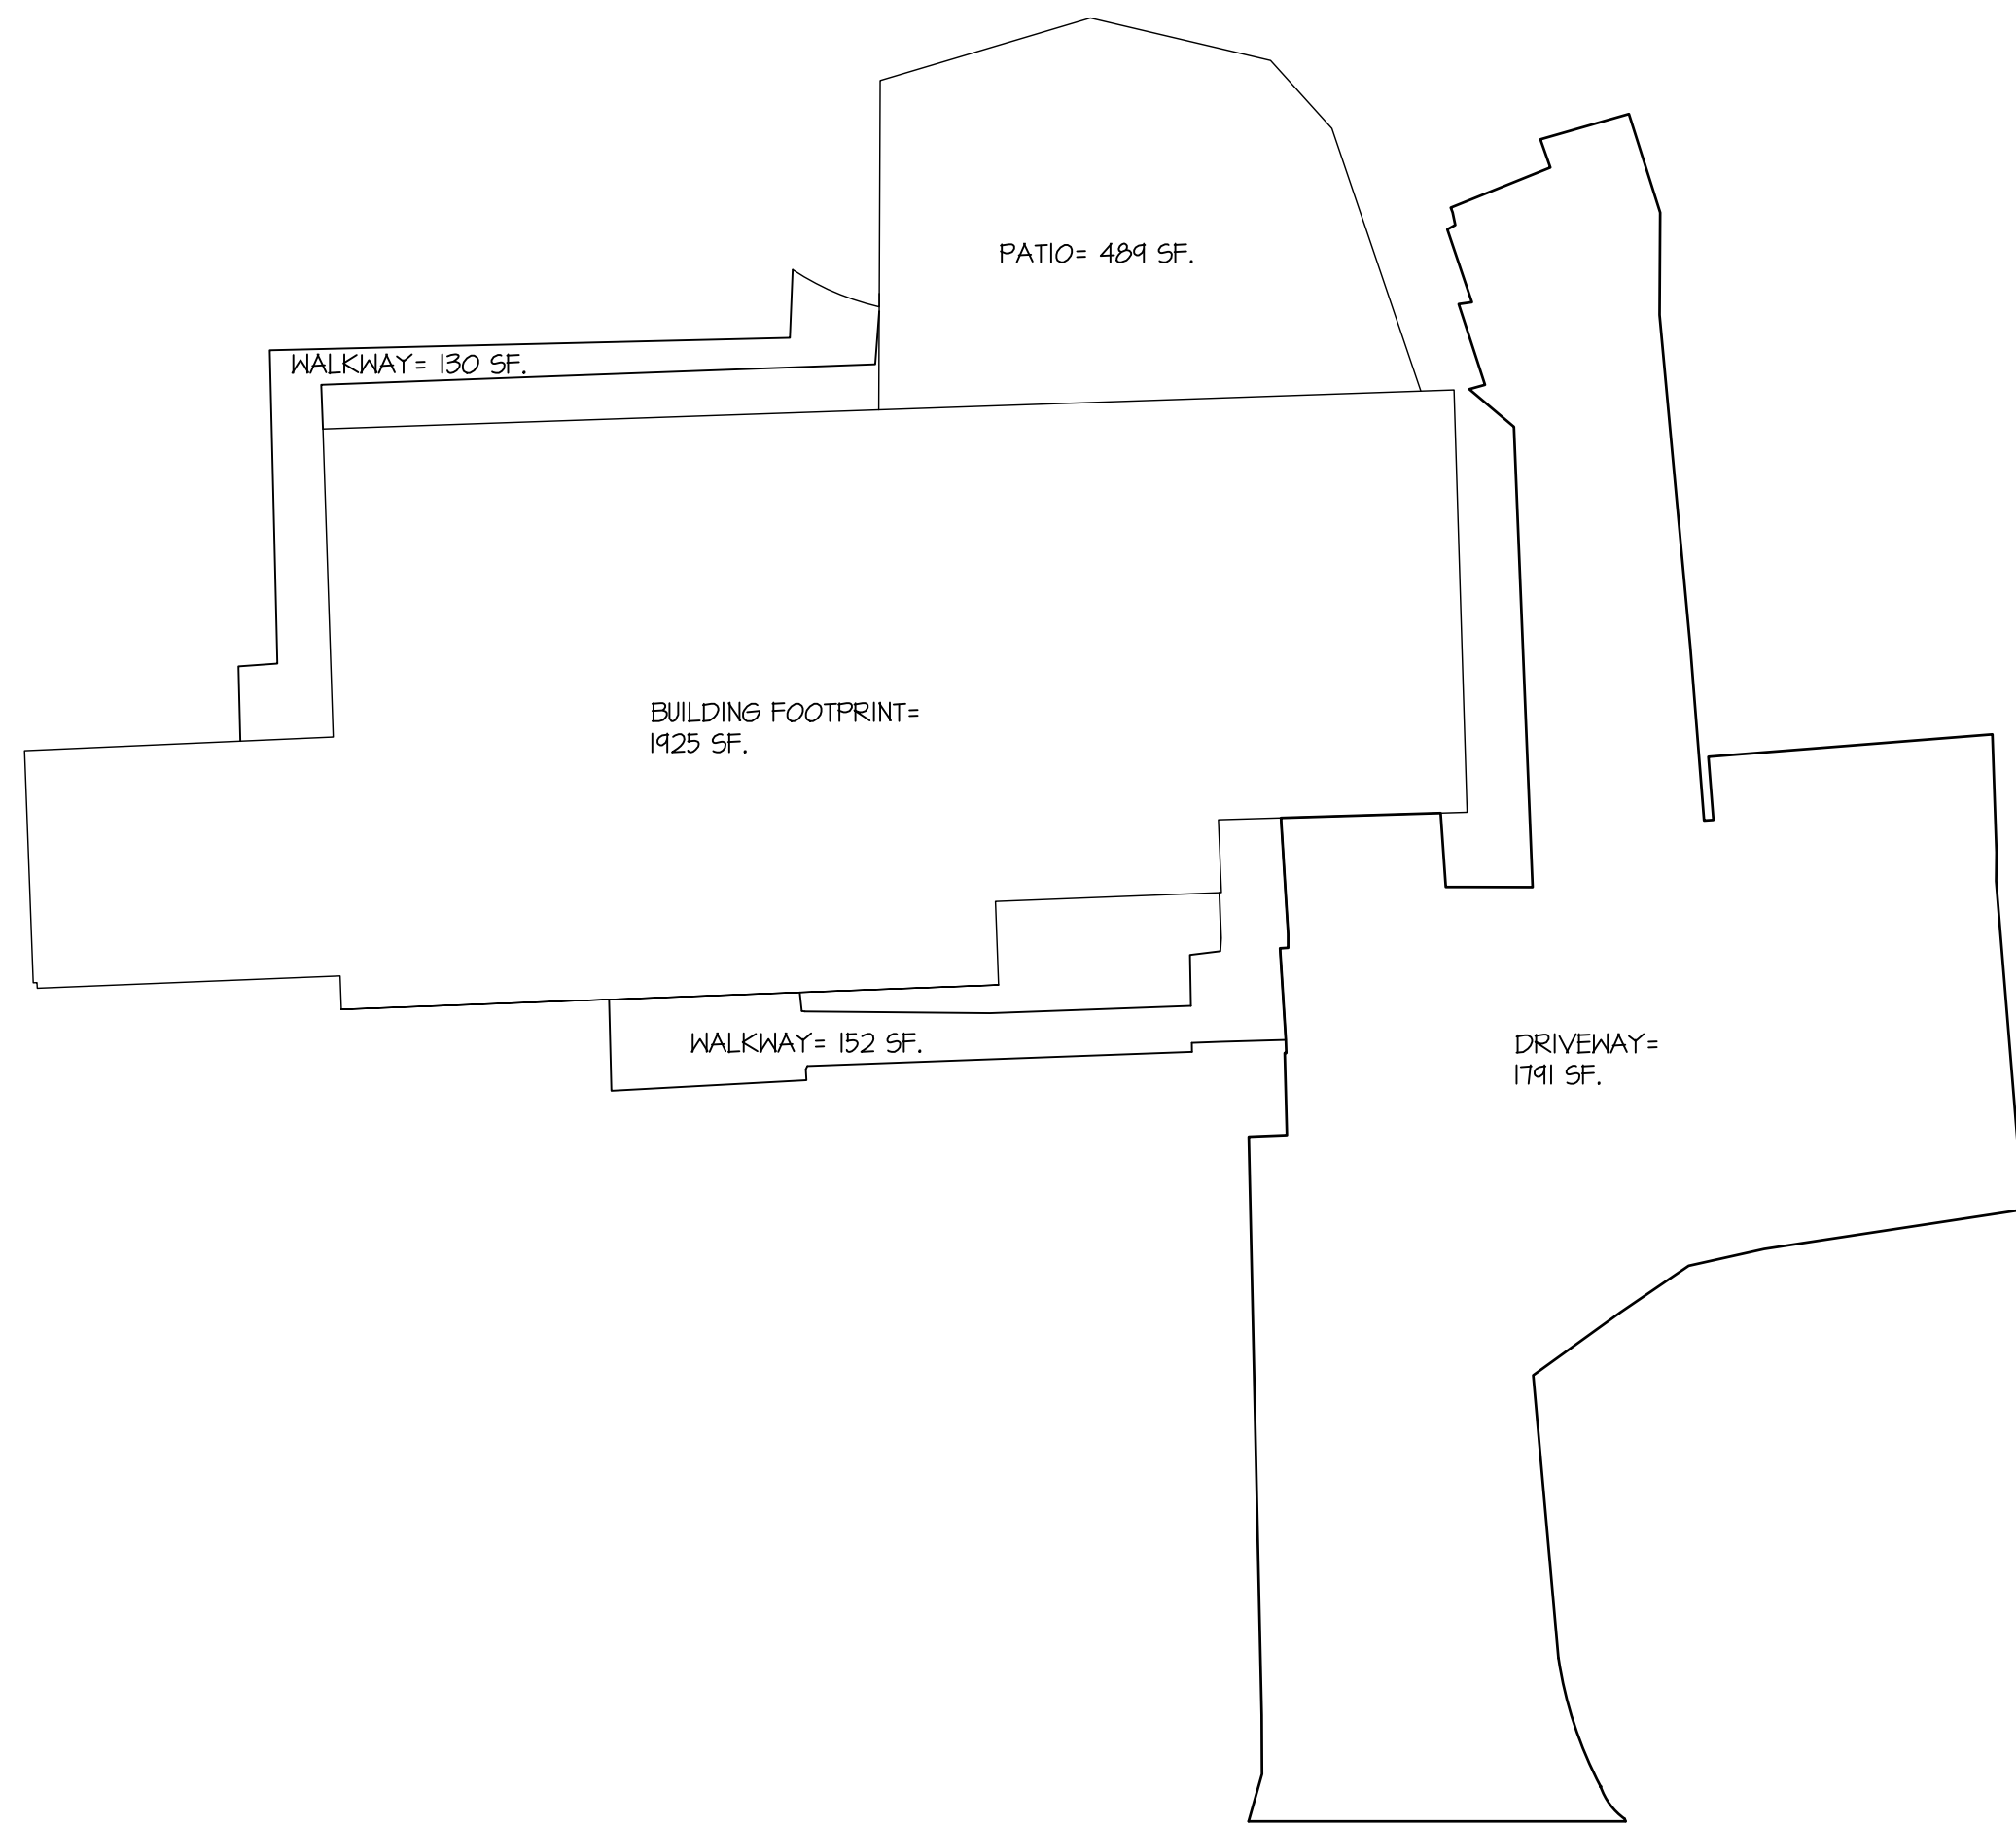 PATIO= 489 SF.
WALKWAY= 130 SF.
BUILDING FOOTPRINT=
1925 SF.
WALKWAY= 152 SF.
DRIVEWAY=
1791 SF.